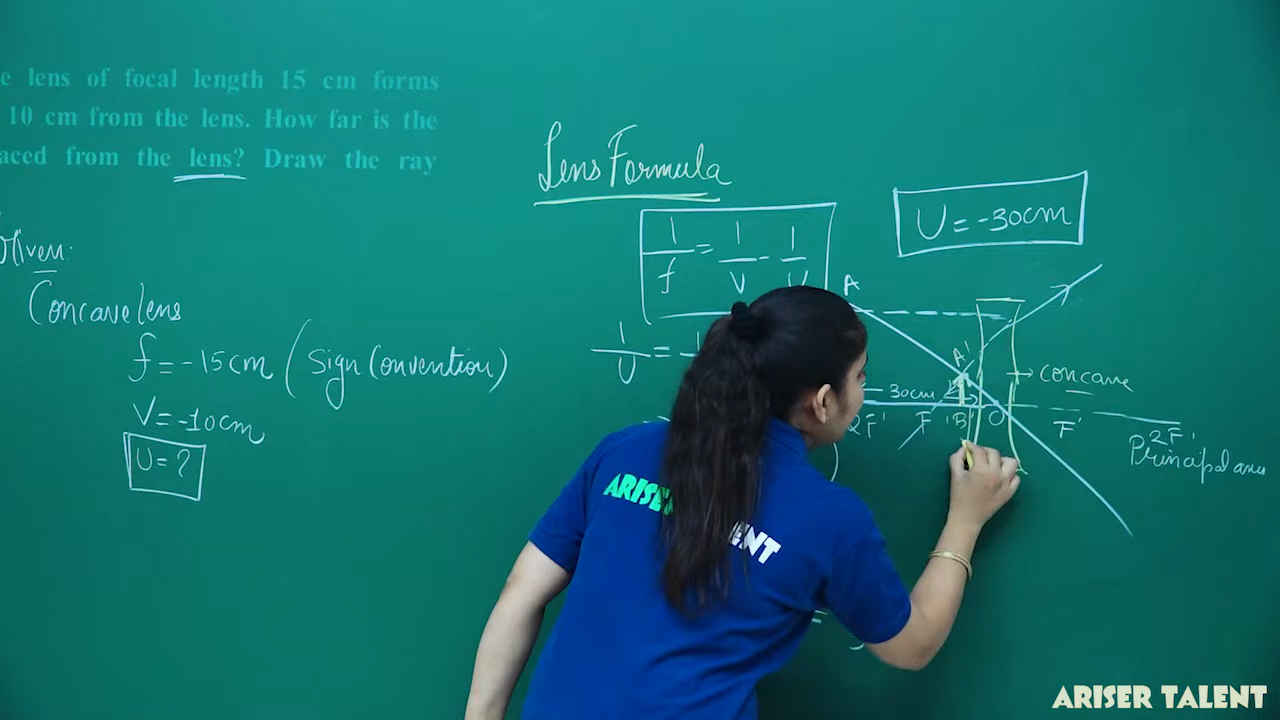 e lens of focal length 15 cm forms
10 cm from the lens. How far is the
aced from the lens? Draw the ray
Given:
Concave lens
f = -15cm (Sign Convention)
V = -10cm
U = ?
Lens Formula
1/f = 1/V - 1/U
1/U = 1
U = -30cm
A
A'
concave
30cm
2F' F B' O F' 2F'
Principal axis
ARISER TALENT
ARISER TALENT